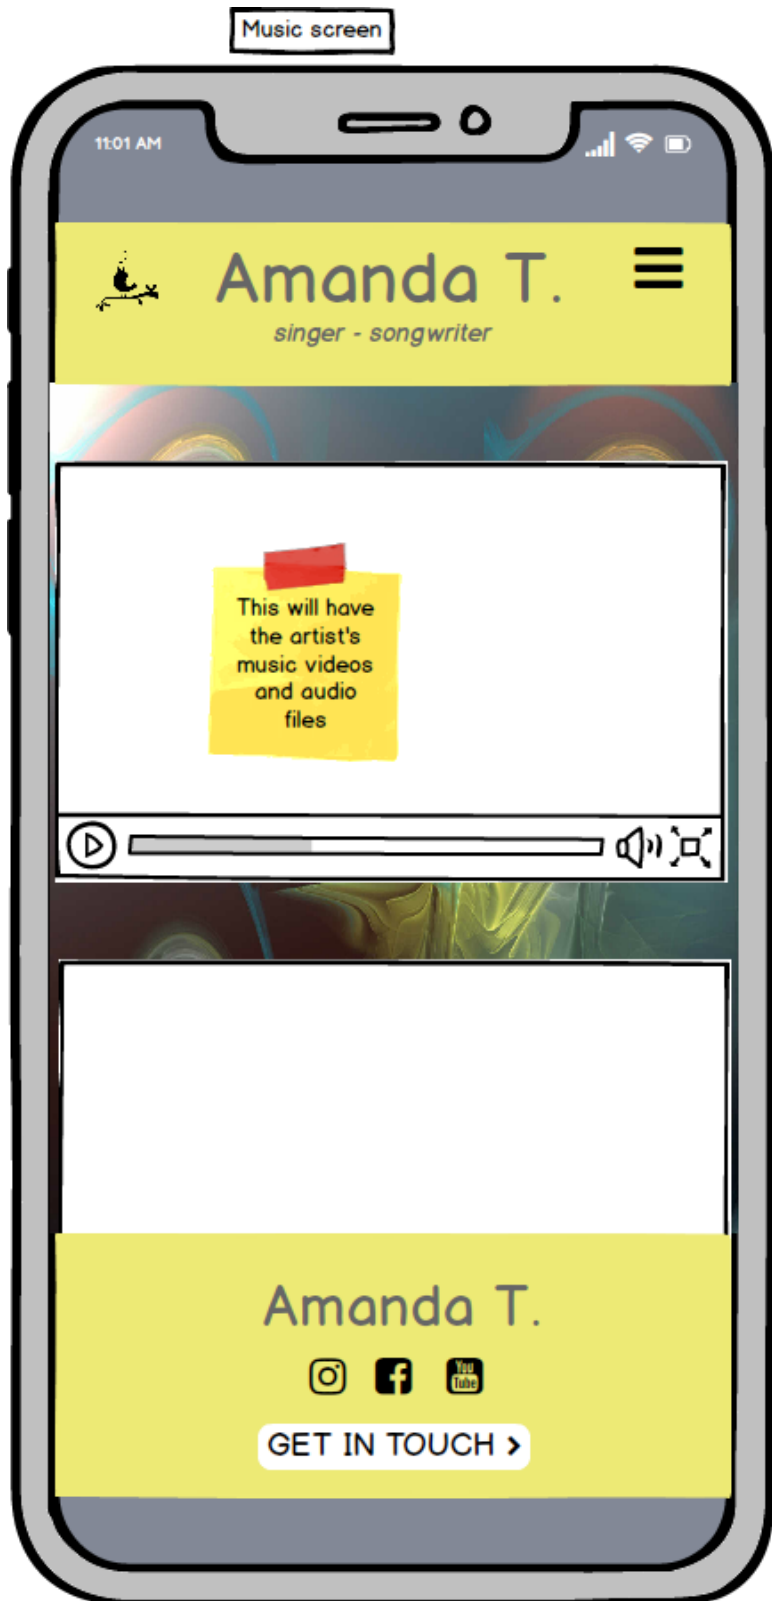 Music screen
11:01 AM
Amanda T.
singer - songwriter
This will have
the artist's
music videos
and audio
files
Amanda T.
You
Tube
GET IN TOUCH >